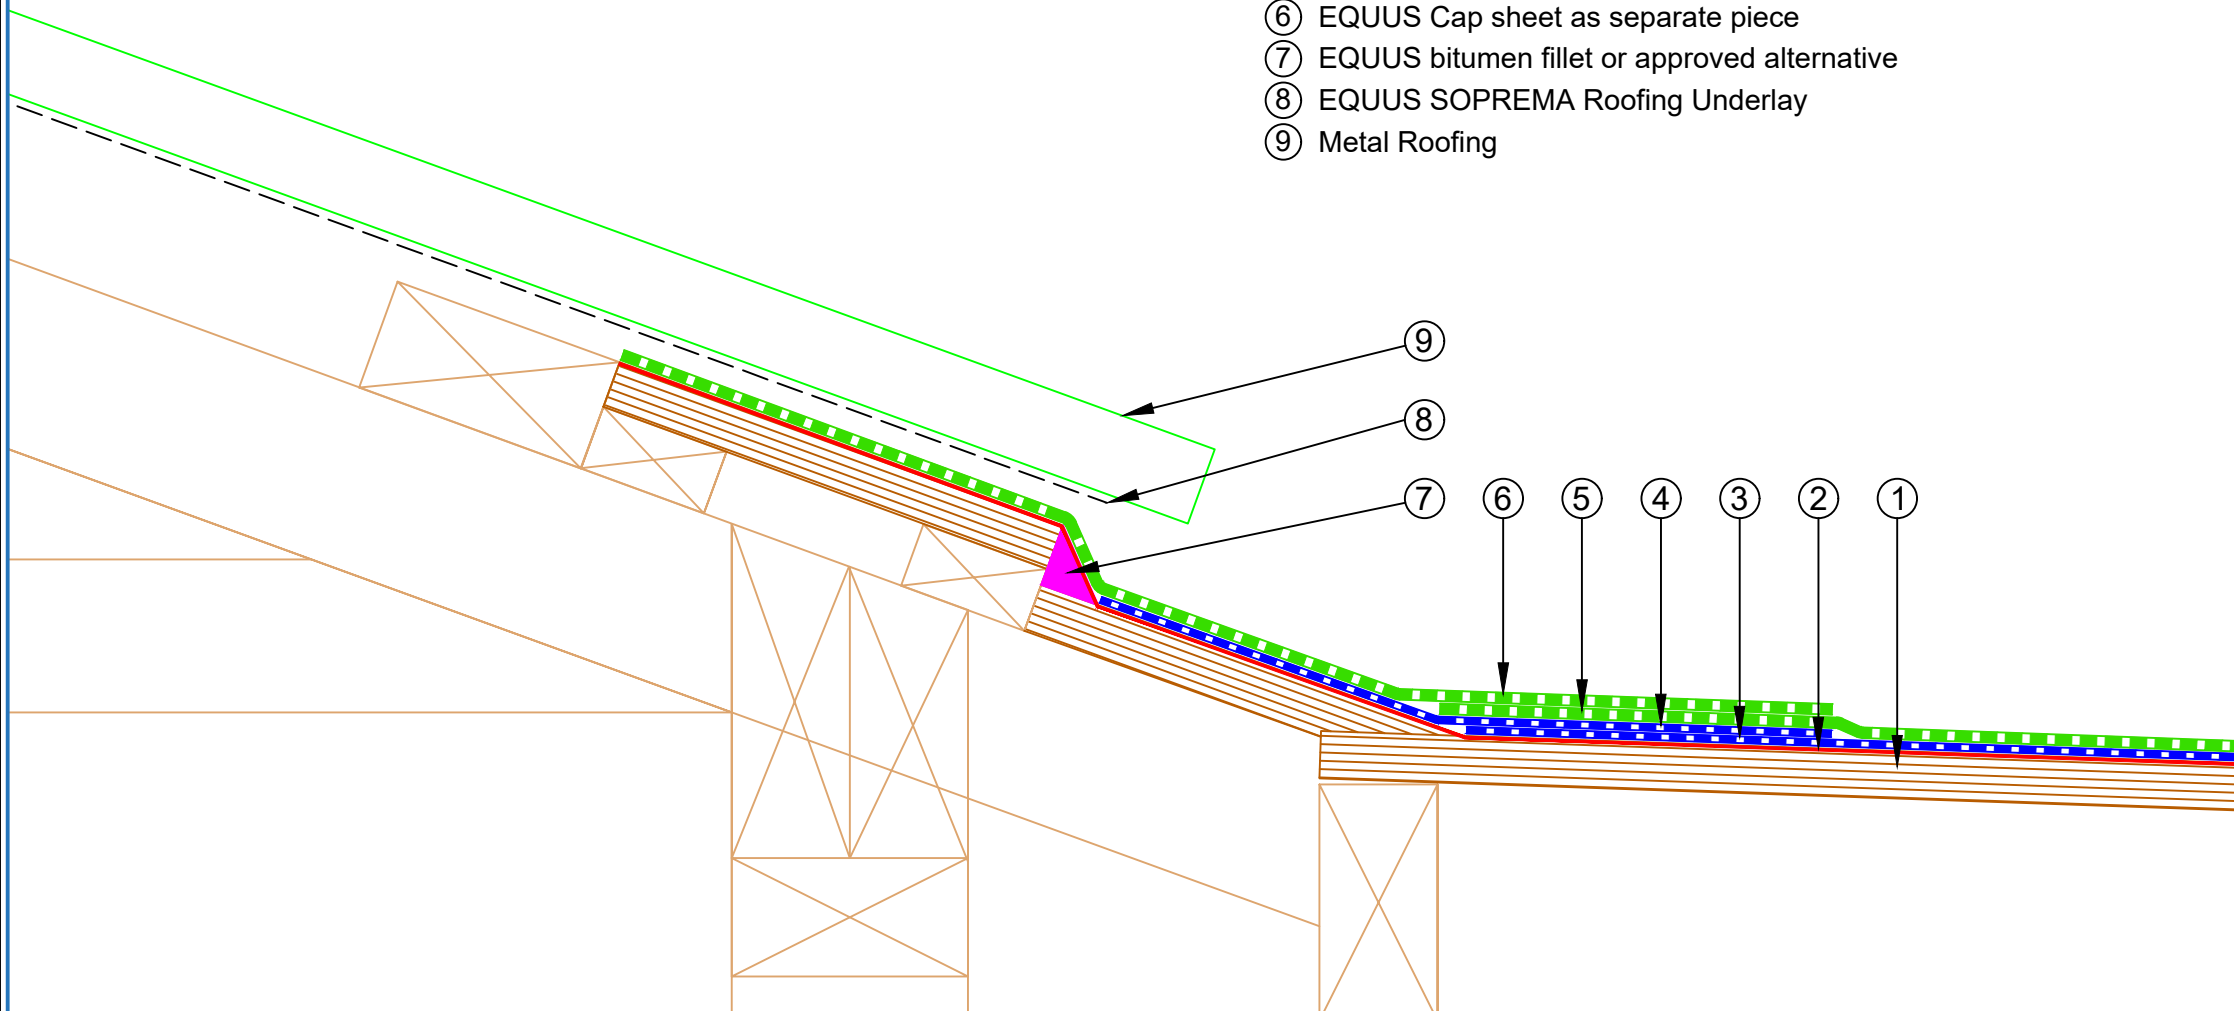 6 EQUUS Cap sheet as separate piece
7 EQUUS bitumen fillet or approved alternative
8 EQUUS SOPREMA Roofing Underlay
9 Metal Roofing
9
8
7 6 5 4 3 2 1